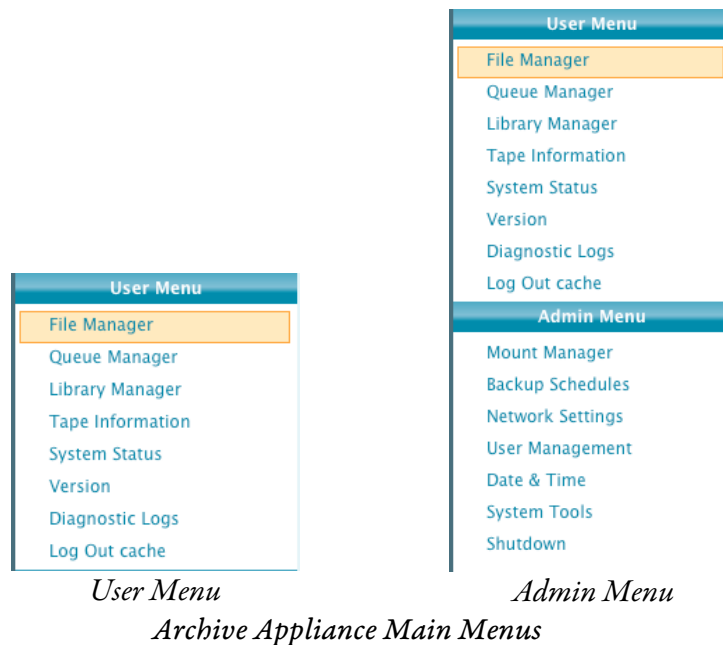 User Menu
File Manager
Queue Manager
Library Manager
Tape Information
System Status
Version
Diagnostic Logs
Log Out cache
User Menu
File Manager
Queue Manager
Library Manager
Tape Information
System Status
Version
Diagnostic Logs
Log Out cache
Admin Menu
Mount Manager
Backup Schedules
Network Settings
User Management
Date & Time
System Tools
Shutdown
User Menu
Admin Menu
Archive Appliance Main Menus